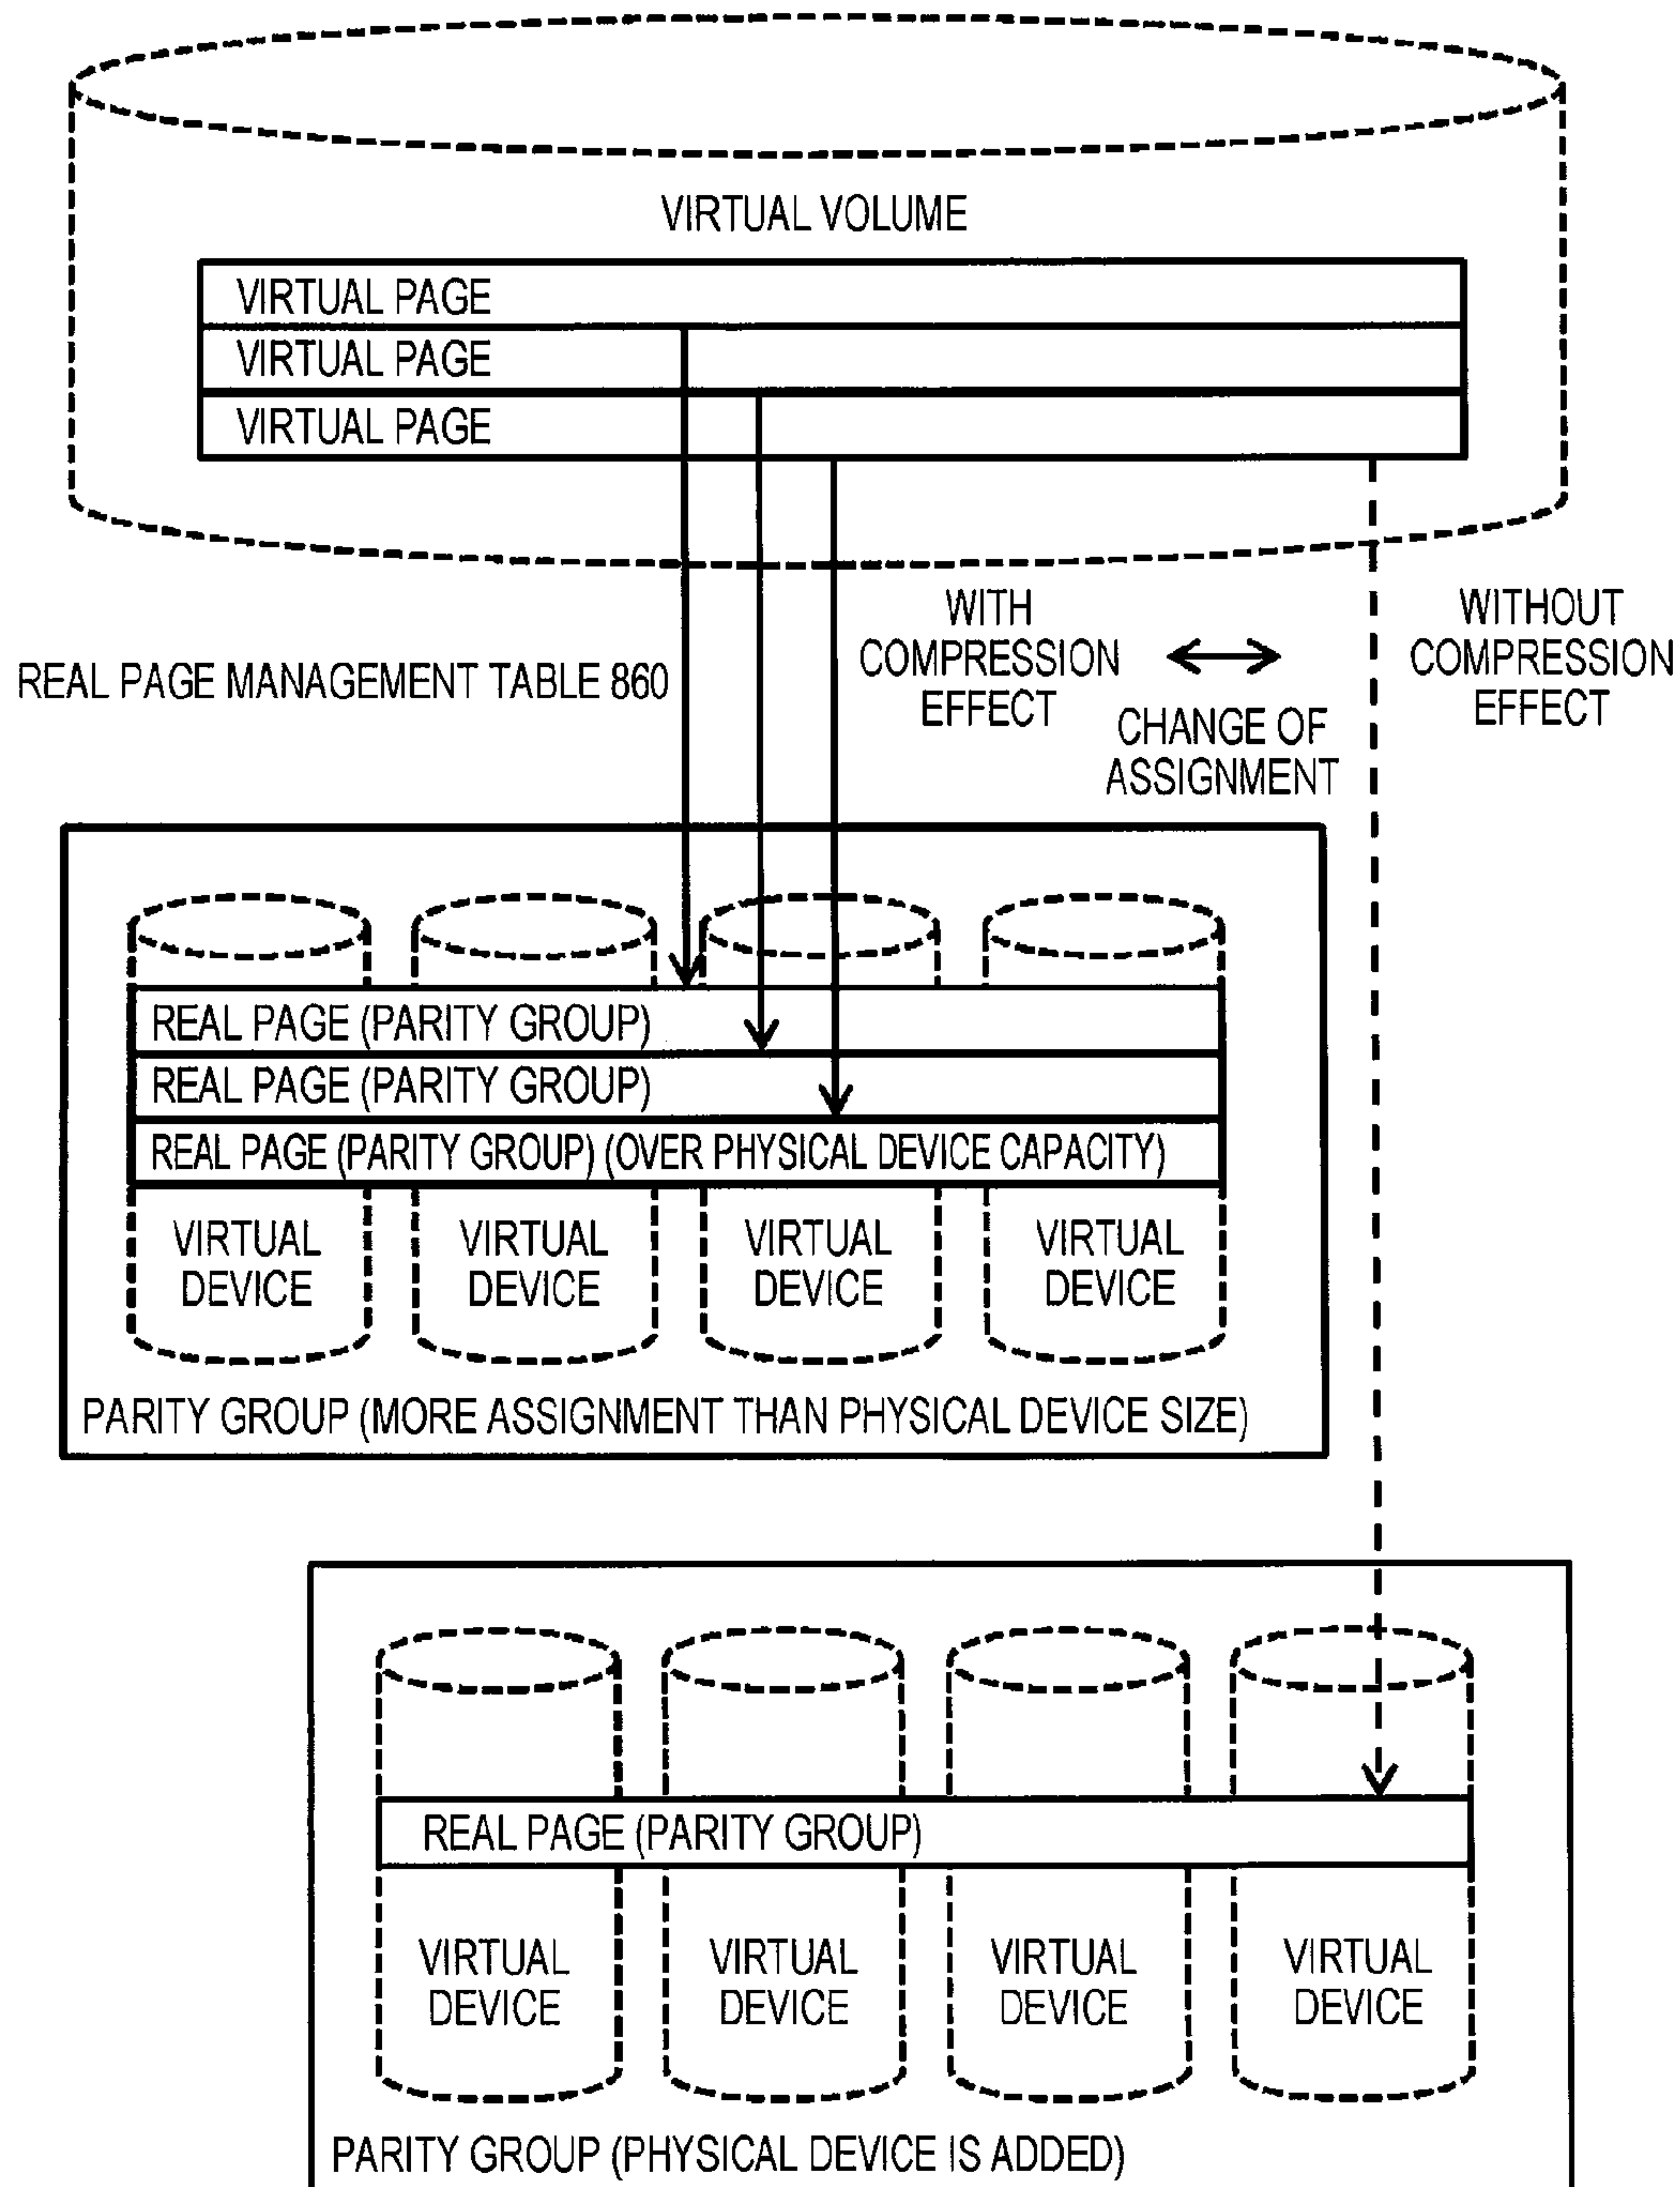 VIRTUAL VOLUME
VIRTUAL PAGE
VIRTUAL PAGE
VIRTUAL PAGE
WITH
COMPRESSION
EFFECT
WITHOUT
COMPRESSION
EFFECT
REAL PAGE MANAGEMENT TABLE 860
CHANGE OF
ASSIGNMENT
REAL PAGE (PARITY GROUP)
REAL PAGE (PARITY GROUP)
REAL PAGE (PARITY GROUP) (OVER PHYSICAL DEVICE CAPACITY)
VIRTUAL
DEVICE
VIRTUAL
DEVICE
VIRTUAL
DEVICE
VIRTUAL
DEVICE
PARITY GROUP (MORE ASSIGNMENT THAN PHYSICAL DEVICE SIZE)
REAL PAGE (PARITY GROUP)
VIRTUAL
DEVICE
VIRTUAL
DEVICE
VIRTUAL
DEVICE
VIRTUAL
DEVICE
PARITY GROUP (PHYSICAL DEVICE IS ADDED)